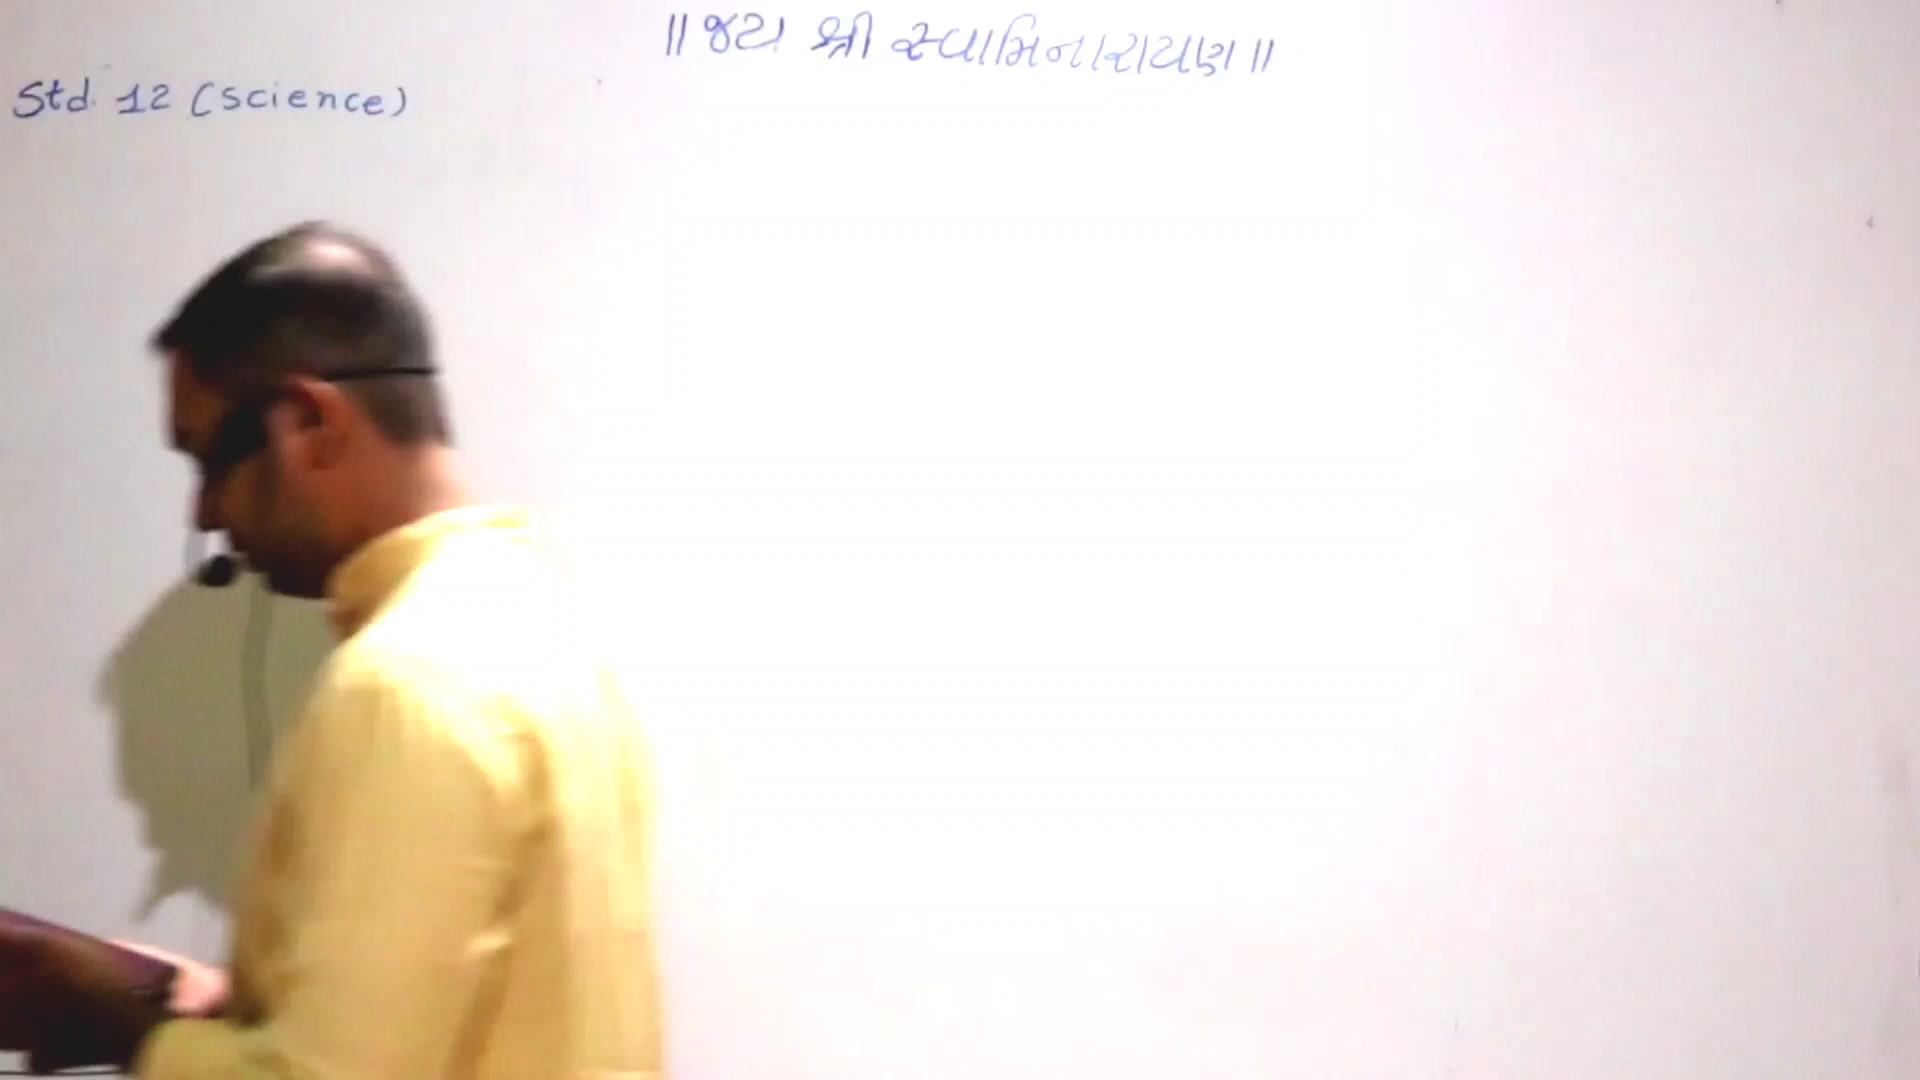 ॥ જય શ્રી સ્વામિનારાયણ ॥
Std. 12 (Science)